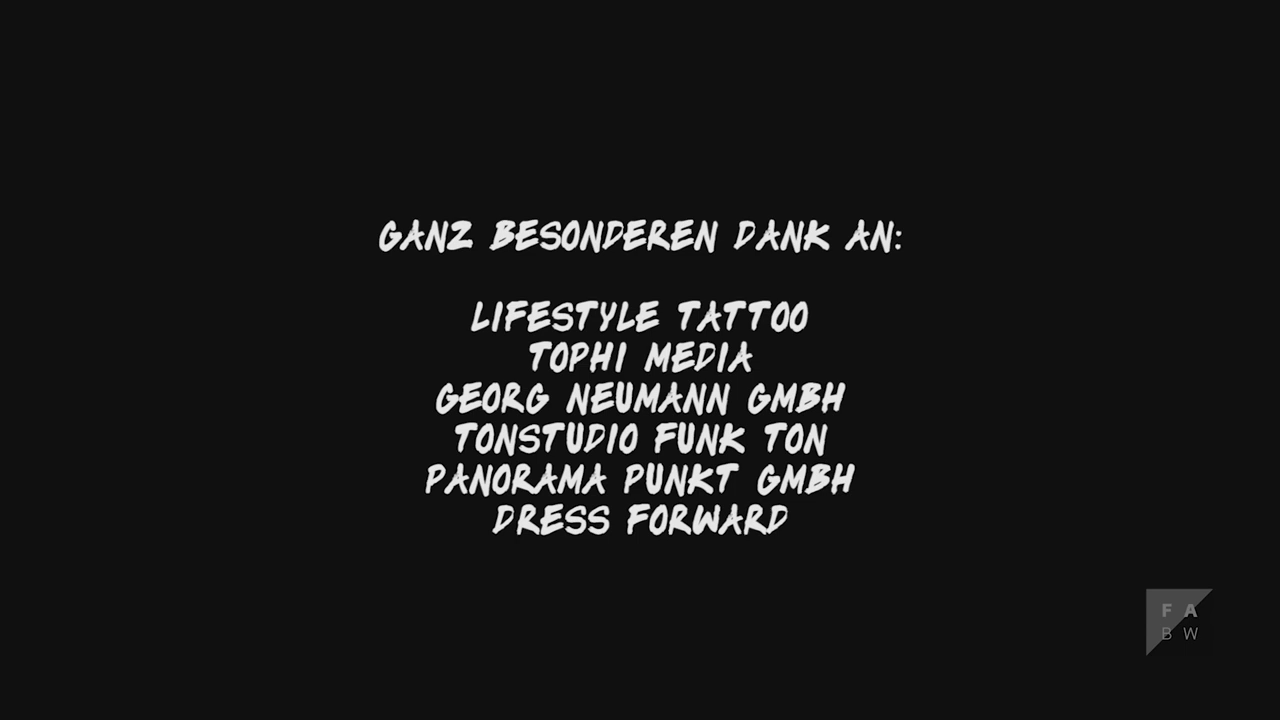 GANZ BESONDEREN DANK AN:
LIFESTYLE TATTOO
TOPHI MEDIA
GEORG NEUMANN GMBH
TONSTUDIO FUNK TON
PANORAMA PUNKT GMBH
DRESS FORWARD
F A
B W